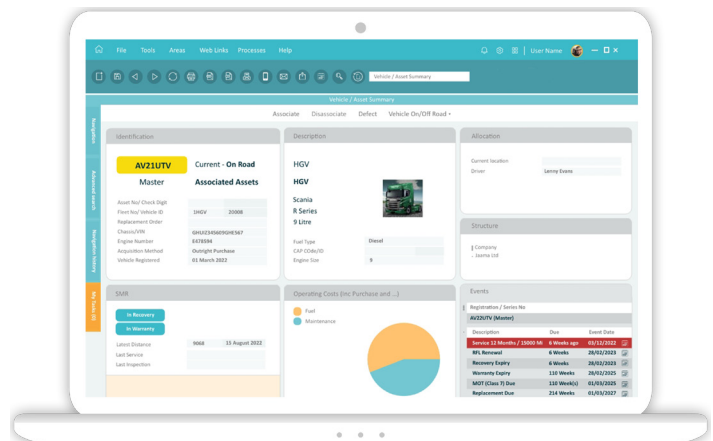 File Tools Areas Web Links Processes Help
User Name
Vehicle / Asset Summary
Vehicle / Asset Summary
Associate Disassociate Defect Vehicle On/Off Road
Navigation
Advanced search
Navigation history
My Tasks (0)
Identification
AV21UTV Current - On Road
Master Associated Assets
Asset No/ Check Digit
Fleet No/ Vehicle ID 1HGV 20008
Replacement Order
Chassis/VIN GHUI2345609GHE567
Engine Number E478594
Acquisition Method Outright Purchase
Vehicle Registered 01 March 2022
Description
HGV
HGV
Scania
R Series
9 Litre
Fuel Type Diesel
CAP COde/ID
Engine Size 9
Allocation
Current location
Driver Lenny Evans
Structure
Company
. Jaama Ltd
SMR
In Recovery
In Warranty
Latest Distance 9068 15 August 2022
Last Service
Last Inspection
Operating Costs (Inc Purchase and ...)
Fuel
Maintenance
Events
Registration / Series No
AV22UTV (Master)
Description Due Event Date
Service 12 Months / 15000 Mi 6 Weeks ago 03/12/2022
RFL Renewal 6 Weeks 28/02/2023
Recovery Expiry 6 Weeks 28/02/2023
Warranty Expiry 110 Weeks 28/02/2025
MOT (Class 7) Due 110 Week(s) 01/03/2025
Replacement Due 214 Weeks 01/03/2027